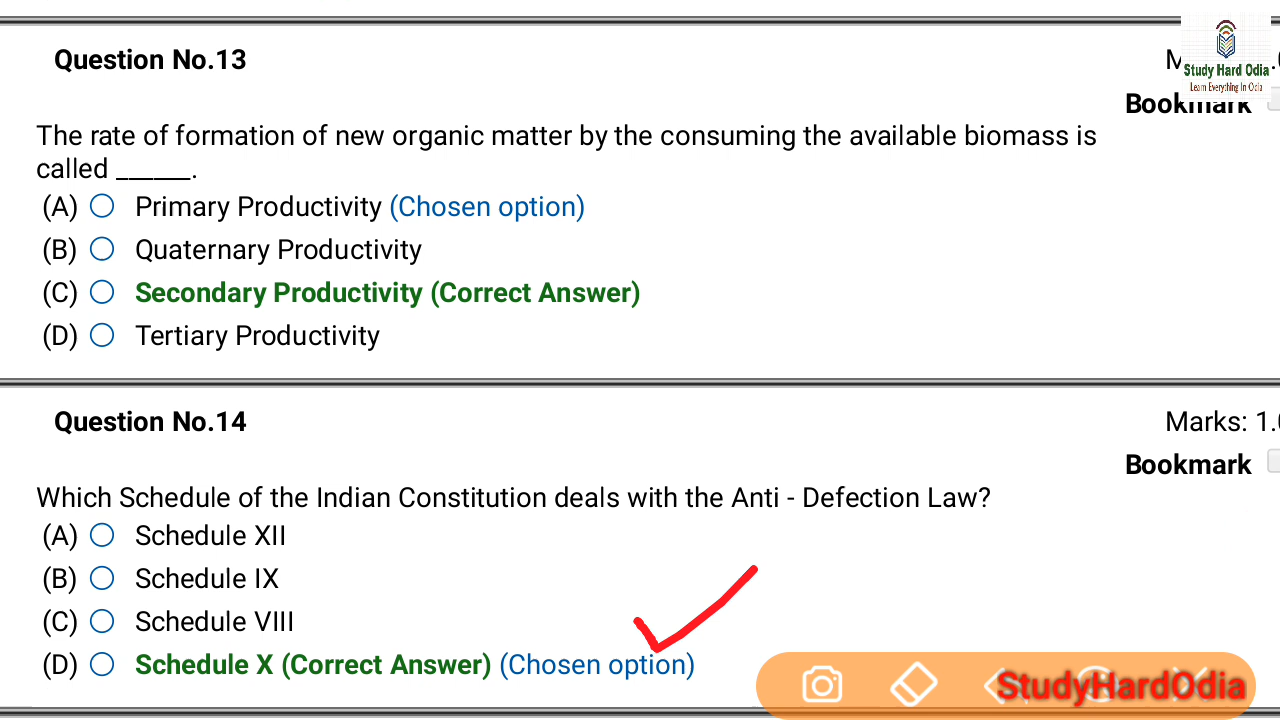 Question No.13
Study Hard Odia
Learn Everything In Odia
Bookmark
The rate of formation of new organic matter by the consuming the available biomass is
called ______.
(A) Primary Productivity (Chosen option)
(B) Quaternary Productivity
(C) Secondary Productivity (Correct Answer)
(D) Tertiary Productivity
Question No.14 Marks: 1.
Bookmark
Which Schedule of the Indian Constitution deals with the Anti - Defection Law?
(A) Schedule XII
(B) Schedule IX
(C) Schedule VIII
(D) Schedule X (Correct Answer) (Chosen option)
StudyHardOdia